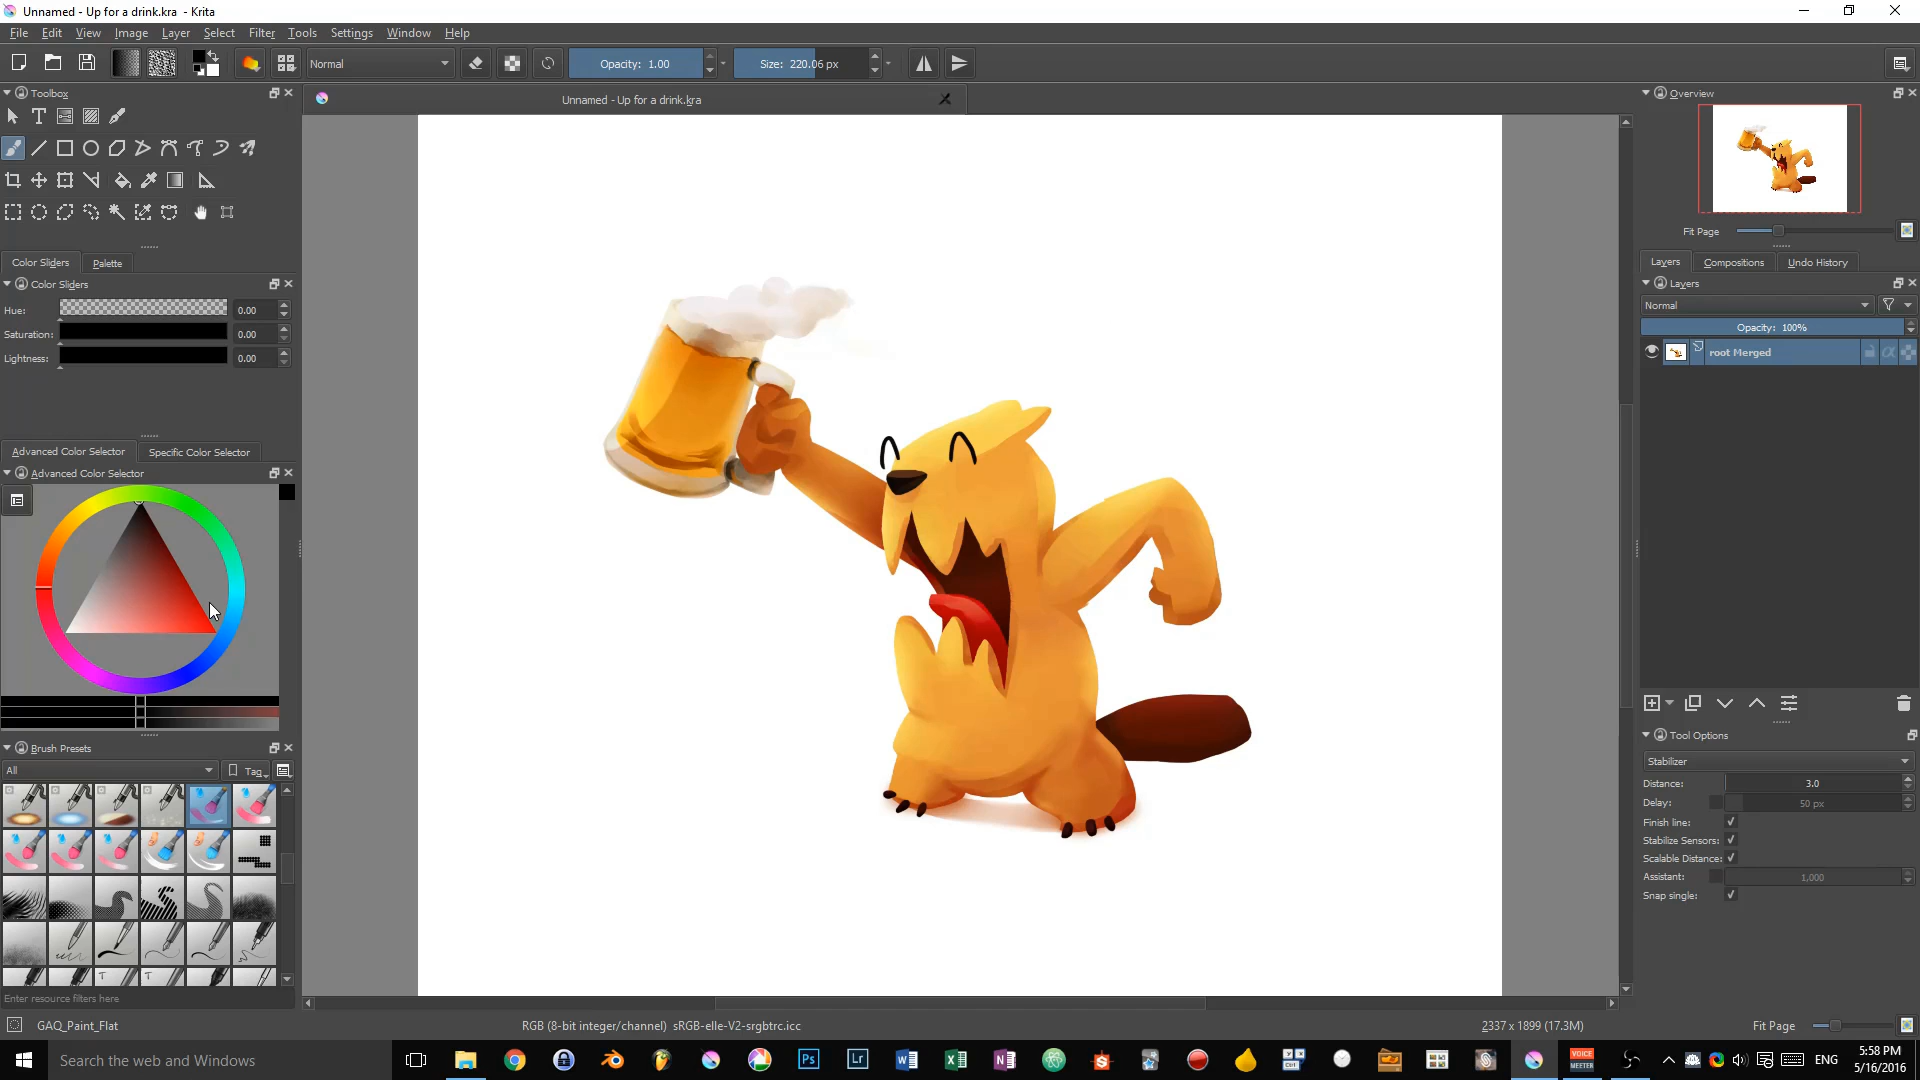 Unnamed - Up for a drink.kra - Krita
File Edit View Image Layer Select Filter Tools Settings Window Help
Normal
Opacity: 1.00
Size: 220.06 px
Toolbox
Unnamed - Up for a drink.kra
Overview
Fit Page
Color Sliders Palette
Color Sliders
Hue: 0.00
Saturation: 0.00
Lightness: 0.00
Layers Compositions Undo History
Layers
Normal
Opacity: 100%
root Merged
Advanced Color Selector Specific Color Selector
Advanced Color Selector
Brush Presets
All
Tag
Tool Options
Stabilizer
Distance: 3.0
Delay: 50 px
Finish line:
Stabilize Sensors:
Scalable Distance:
Assistant: 1,000
Snap single:
Enter resource filters here
GAQ_Paint_Flat
RGB (8-bit integer/channel) sRGB-elle-V2-srgbtrc.icc
2337 x 1899 (17.3M)
Fit Page
Search the web and Windows
Ps
Lr
VOICE
MEETER
ENG
5:58 PM
5/16/2016